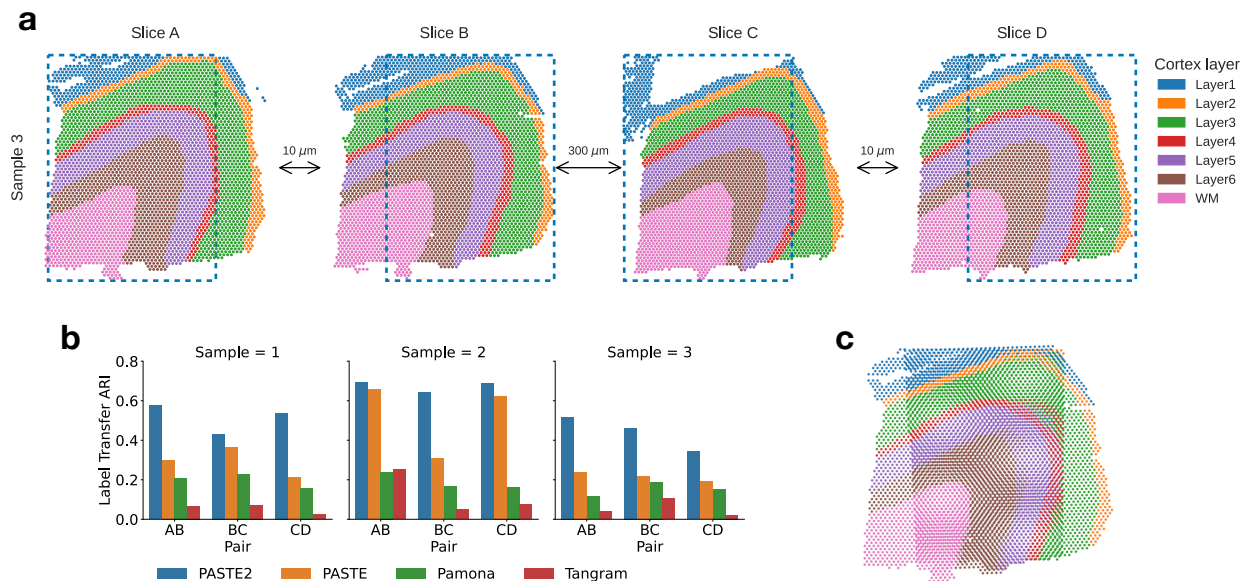 a
Slice A
Slice B
Slice C
Slice D
Sample 3
10 μm
300 μm
10 μm
Cortex layer
Layer1
Layer2
Layer3
Layer4
Layer5
Layer6
WM
b
Sample = 1
Sample = 2
Sample = 3
Label Transfer ARI
0.8
0.6
0.4
0.2
0.0
AB
BC
CD
Pair
AB
BC
CD
Pair
AB
BC
CD
Pair
PASTE2
PASTE
Pamona
Tangram
c